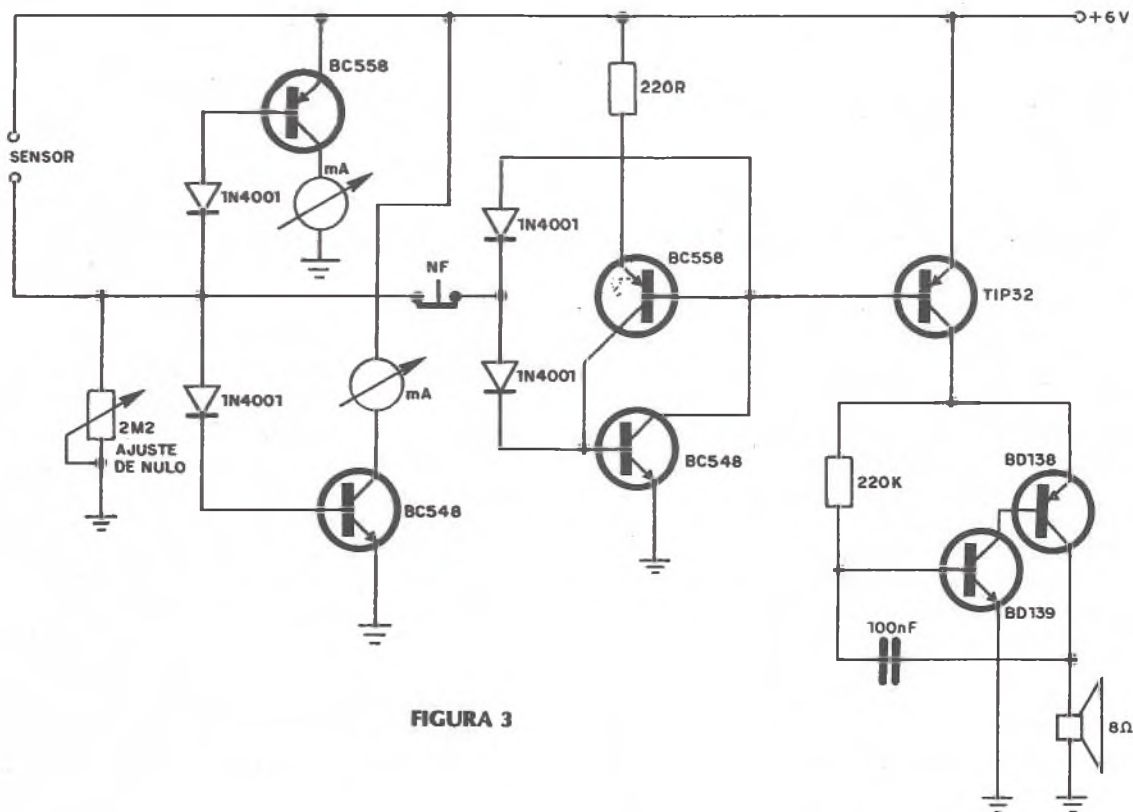 +6V
BC558
220R
SENSOR
mA
1N4001
1N4001
BC558
NF
TIP32
1N4001
mA
1N4001
2M2
AJUSTE
DE NULO
BC548
BC548
BD138
220K
BD139
100nF
8Ω
FIGURA 3